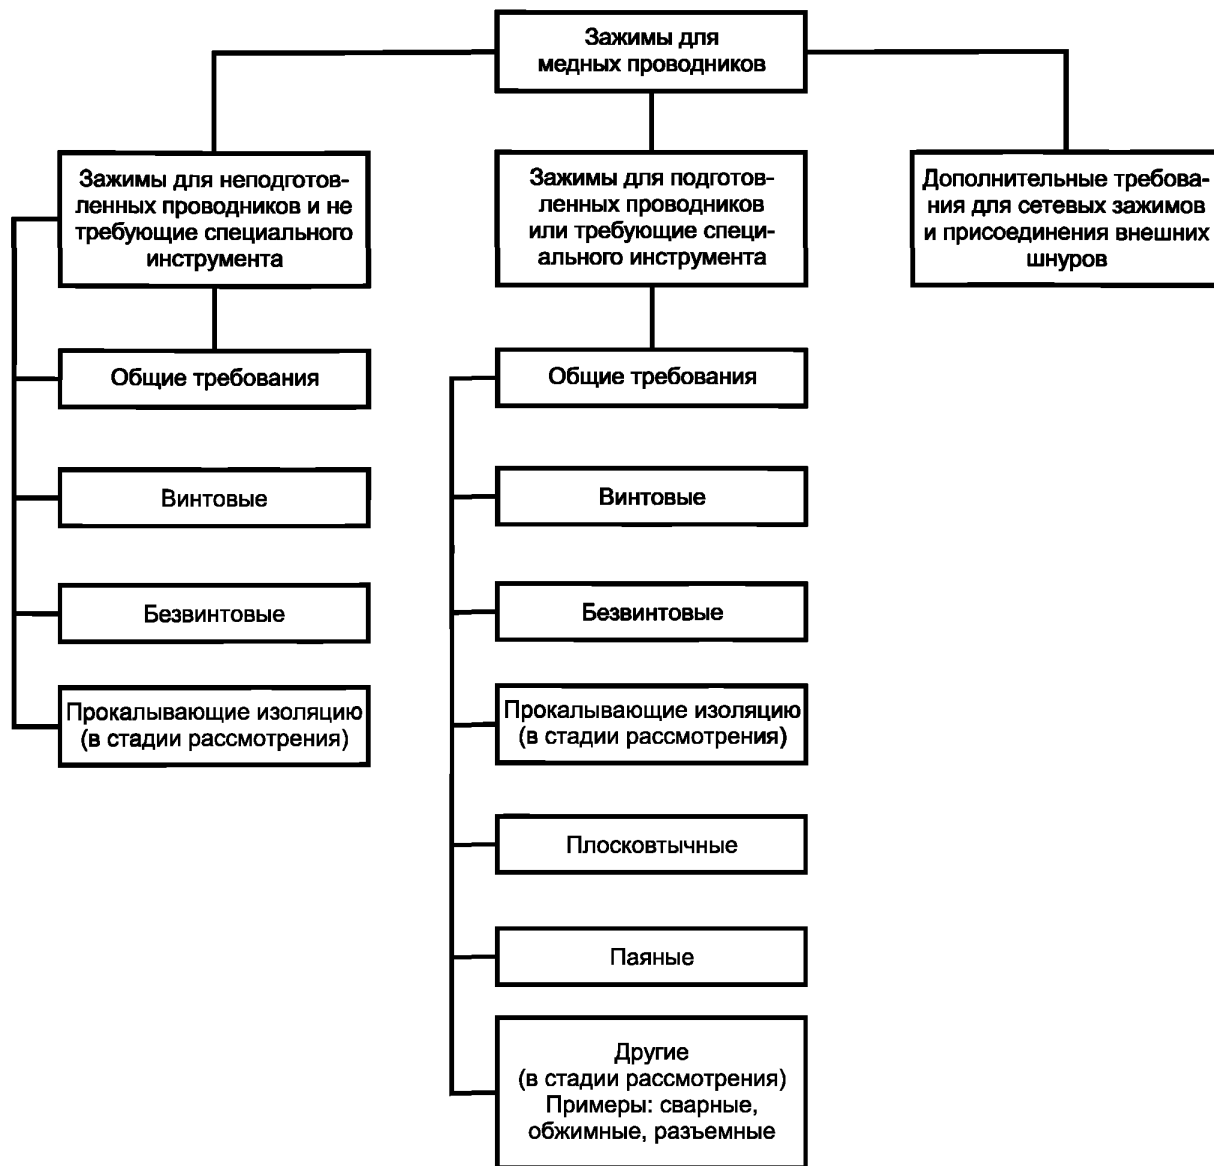 Зажимы для
медных проводников
Зажимы для неподготов-
ленных проводников и не
требующие специального
инструмента
Зажимы для подготов-
ленных проводников
или требующие специ-
ального инструмента
Дополнительные требова-
ния для сетевых зажимов
и присоединения внешних
шнуров
Общие требования
Винтовые
Безвинтовые
Прокалывающие изоляцию
(в стадии рассмотрения)
Общие требования
Винтовые
Безвинтовые
Прокалывающие изоляцию
(в стадии рассмотрения)
Плосковтычные
Паяные
Другие
(в стадии рассмотрения)
Примеры: сварные,
обжимные, разъемные